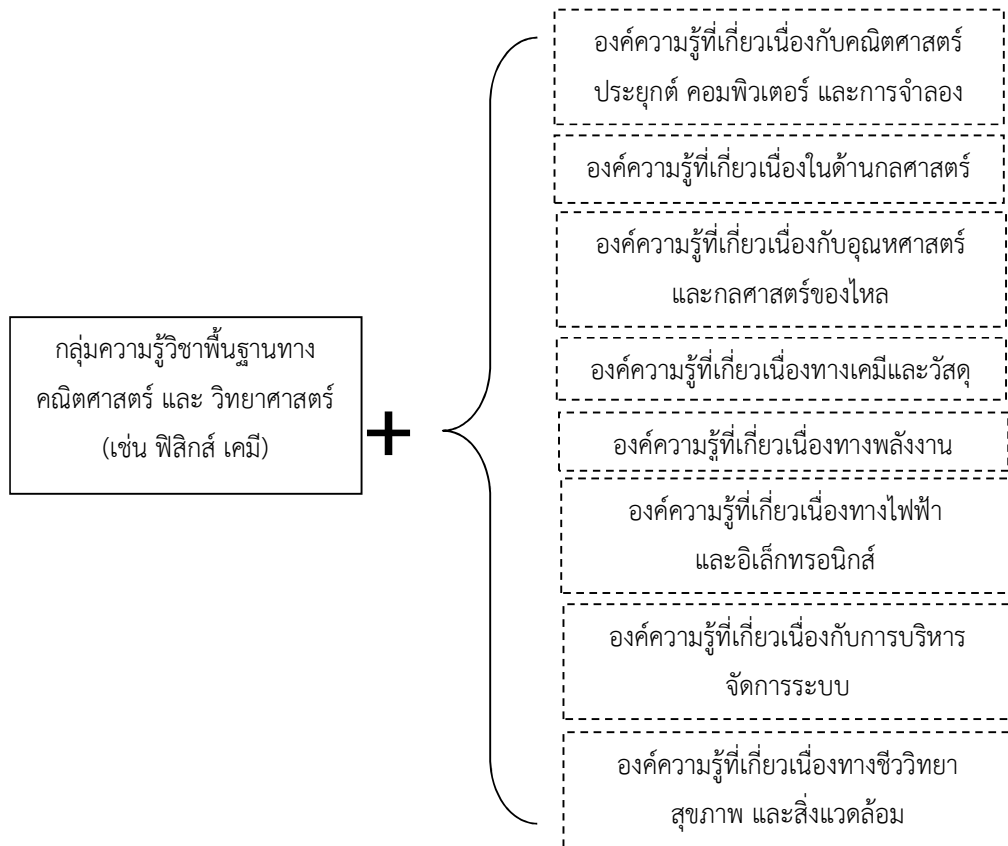 องค์ความรู้ที่เกี่ยวเนื่องกับคณิตศาสตร์
ประยุกต์ คอมพิวเตอร์ และการจำลอง
องค์ความรู้ที่เกี่ยวเนื่องในด้านกลศาสตร์
องค์ความรู้ที่เกี่ยวเนื่องกับอุณหศาสตร์
และกลศาสตร์ของไหล
กลุ่มความรู้วิชาพื้นฐานทาง
คณิตศาสตร์ และ วิทยาศาสตร์
(เช่น ฟิสิกส์ เคมี)
+
องค์ความรู้ที่เกี่ยวเนื่องทางเคมีและวัสดุ
องค์ความรู้ที่เกี่ยวเนื่องทางพลังงาน
องค์ความรู้ที่เกี่ยวเนื่องทางไฟฟ้า
และอิเล็กทรอนิกส์
องค์ความรู้ที่เกี่ยวเนื่องกับการบริหาร
จัดการระบบ
องค์ความรู้ที่เกี่ยวเนื่องทางชีววิทยา
สุขภาพ และสิ่งแวดล้อม